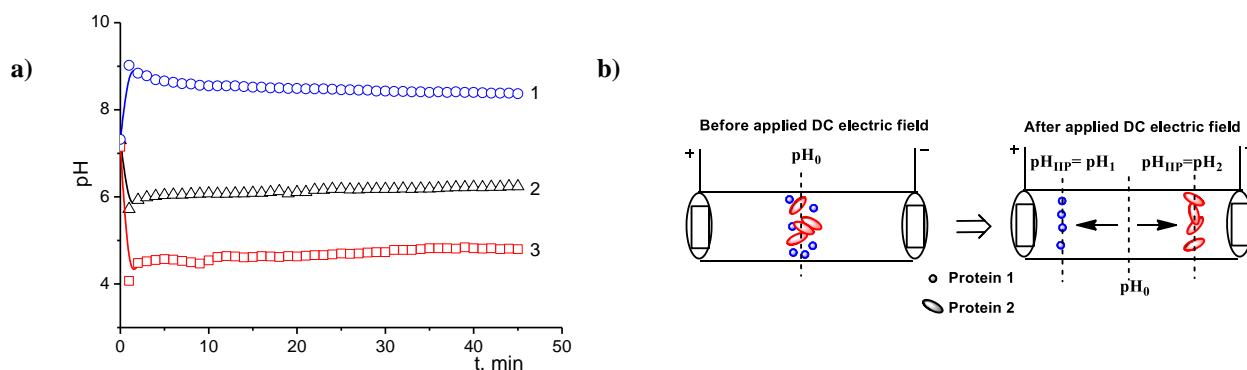 a)
10
8
6
4
pH
0
10
20
30
40
50
t, min
1
2
3
b)
Before applied DC electric field
+
−
pH0
After applied DC electric field
+
−
pHIIP= pH1
pHIIP=pH2
pH0
Protein 1
Protein 2